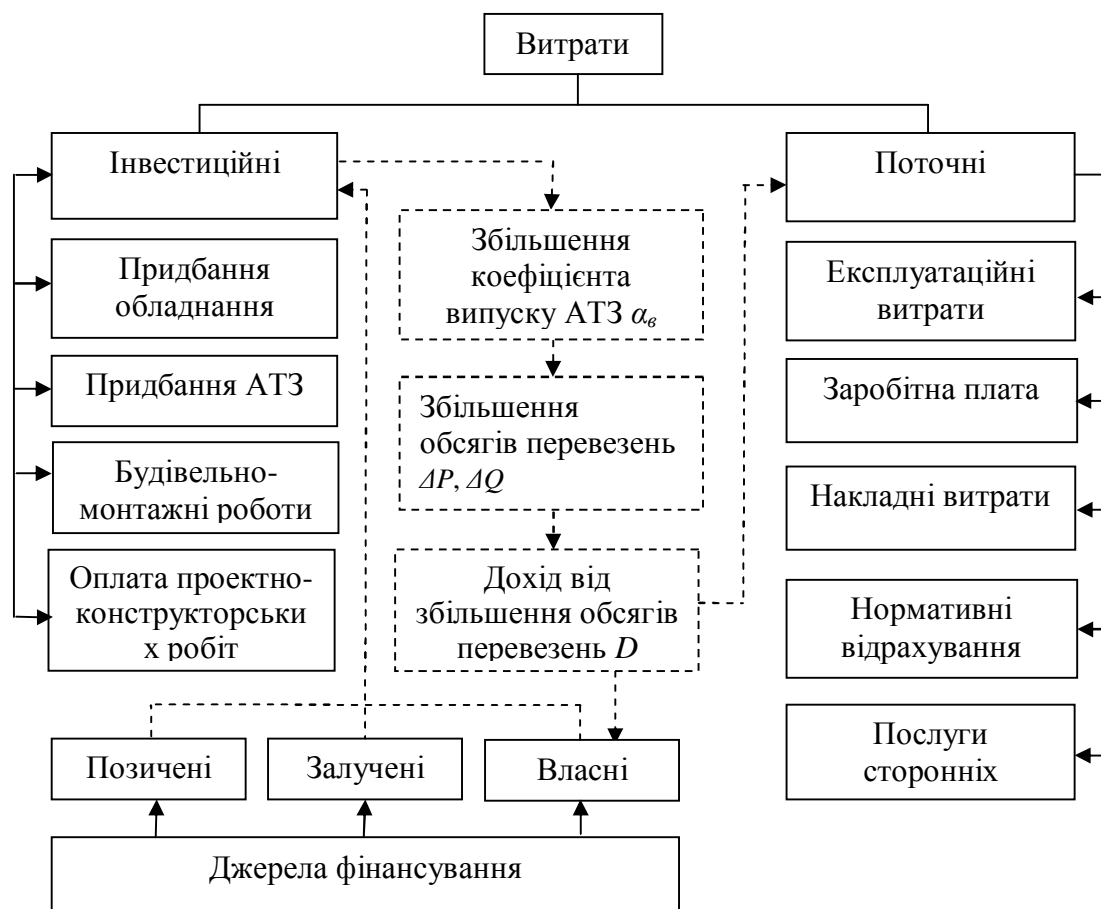 Витрати
Інвестиційні
Придбання
обладнання
Придбання АТЗ
Будівельно-
монтажні роботи
Оплата проектно-
конструкторськи
х робіт
Збільшення
коефіцієнта
випуску АТЗ αв
Збільшення
обсягів перевезень
ΔP, ΔQ
Дохід від
збільшення обсягів
перевезень D
Поточні
Експлуатаційні
витрати
Заробітна плата
Накладні витрати
Нормативні
відрахування
Послуги
сторонніх
Позичені
Залучені
Власні
Джерела фінансування